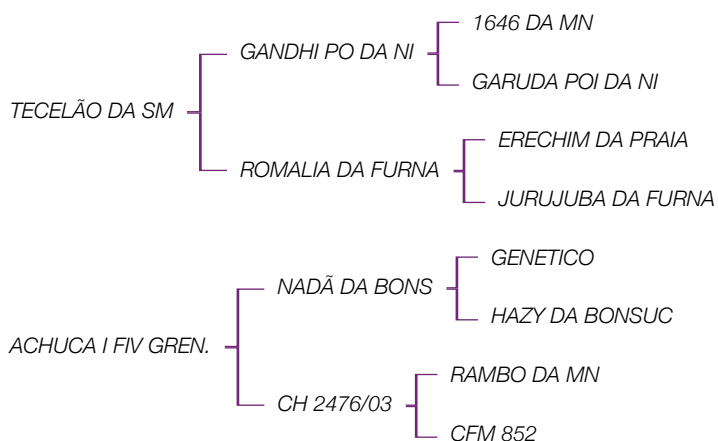 1646 DA MN
GANDHI PO DA NI
GARUDA POI DA NI
TECELÃO DA SM
ERECHIM DA PRAIA
ROMALIA DA FURNA
JURUJUBA DA FURNA
GENETICO
NADÃ DA BONS
HAZY DA BONSUC
ACHUCA I FIV GREN.
RAMBO DA MN
CH 2476/03
CFM 852